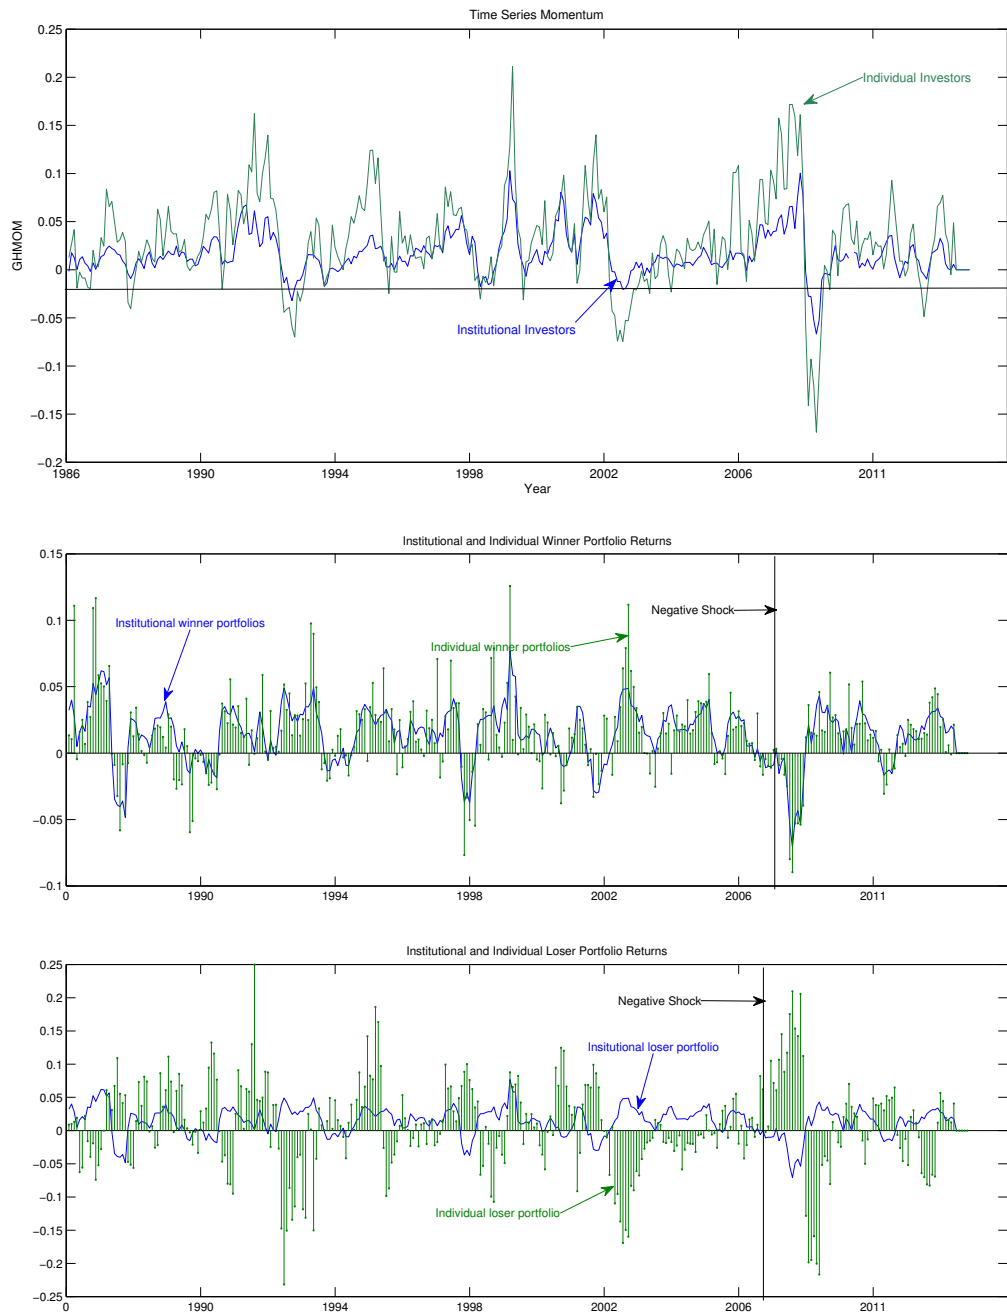 Time Series Momentum
0.25
0.2
0.15
0.1
0.05
0
−0.05
−0.1
−0.15
−0.2
GHMOM
Individual Investors
Institutional Investors
1986 1990 1994 1998 2002 2006 2011
Year
Institutional and Individual Winner Portfolio Returns
0.15
0.1
0.05
0
−0.05
−0.1
Institutional winner portfolios
Individual winner portfolios
Negative Shock
0 1990 1994 1998 2002 2006 2011
Institutional and Individual Loser Portfolio Returns
0.25
0.2
0.15
0.1
0.05
0
−0.05
−0.1
−0.15
−0.2
−0.25
Negative Shock
Insitutional loser portfolio
Individual loser portfolio
0 1990 1994 1998 2002 2006 2011